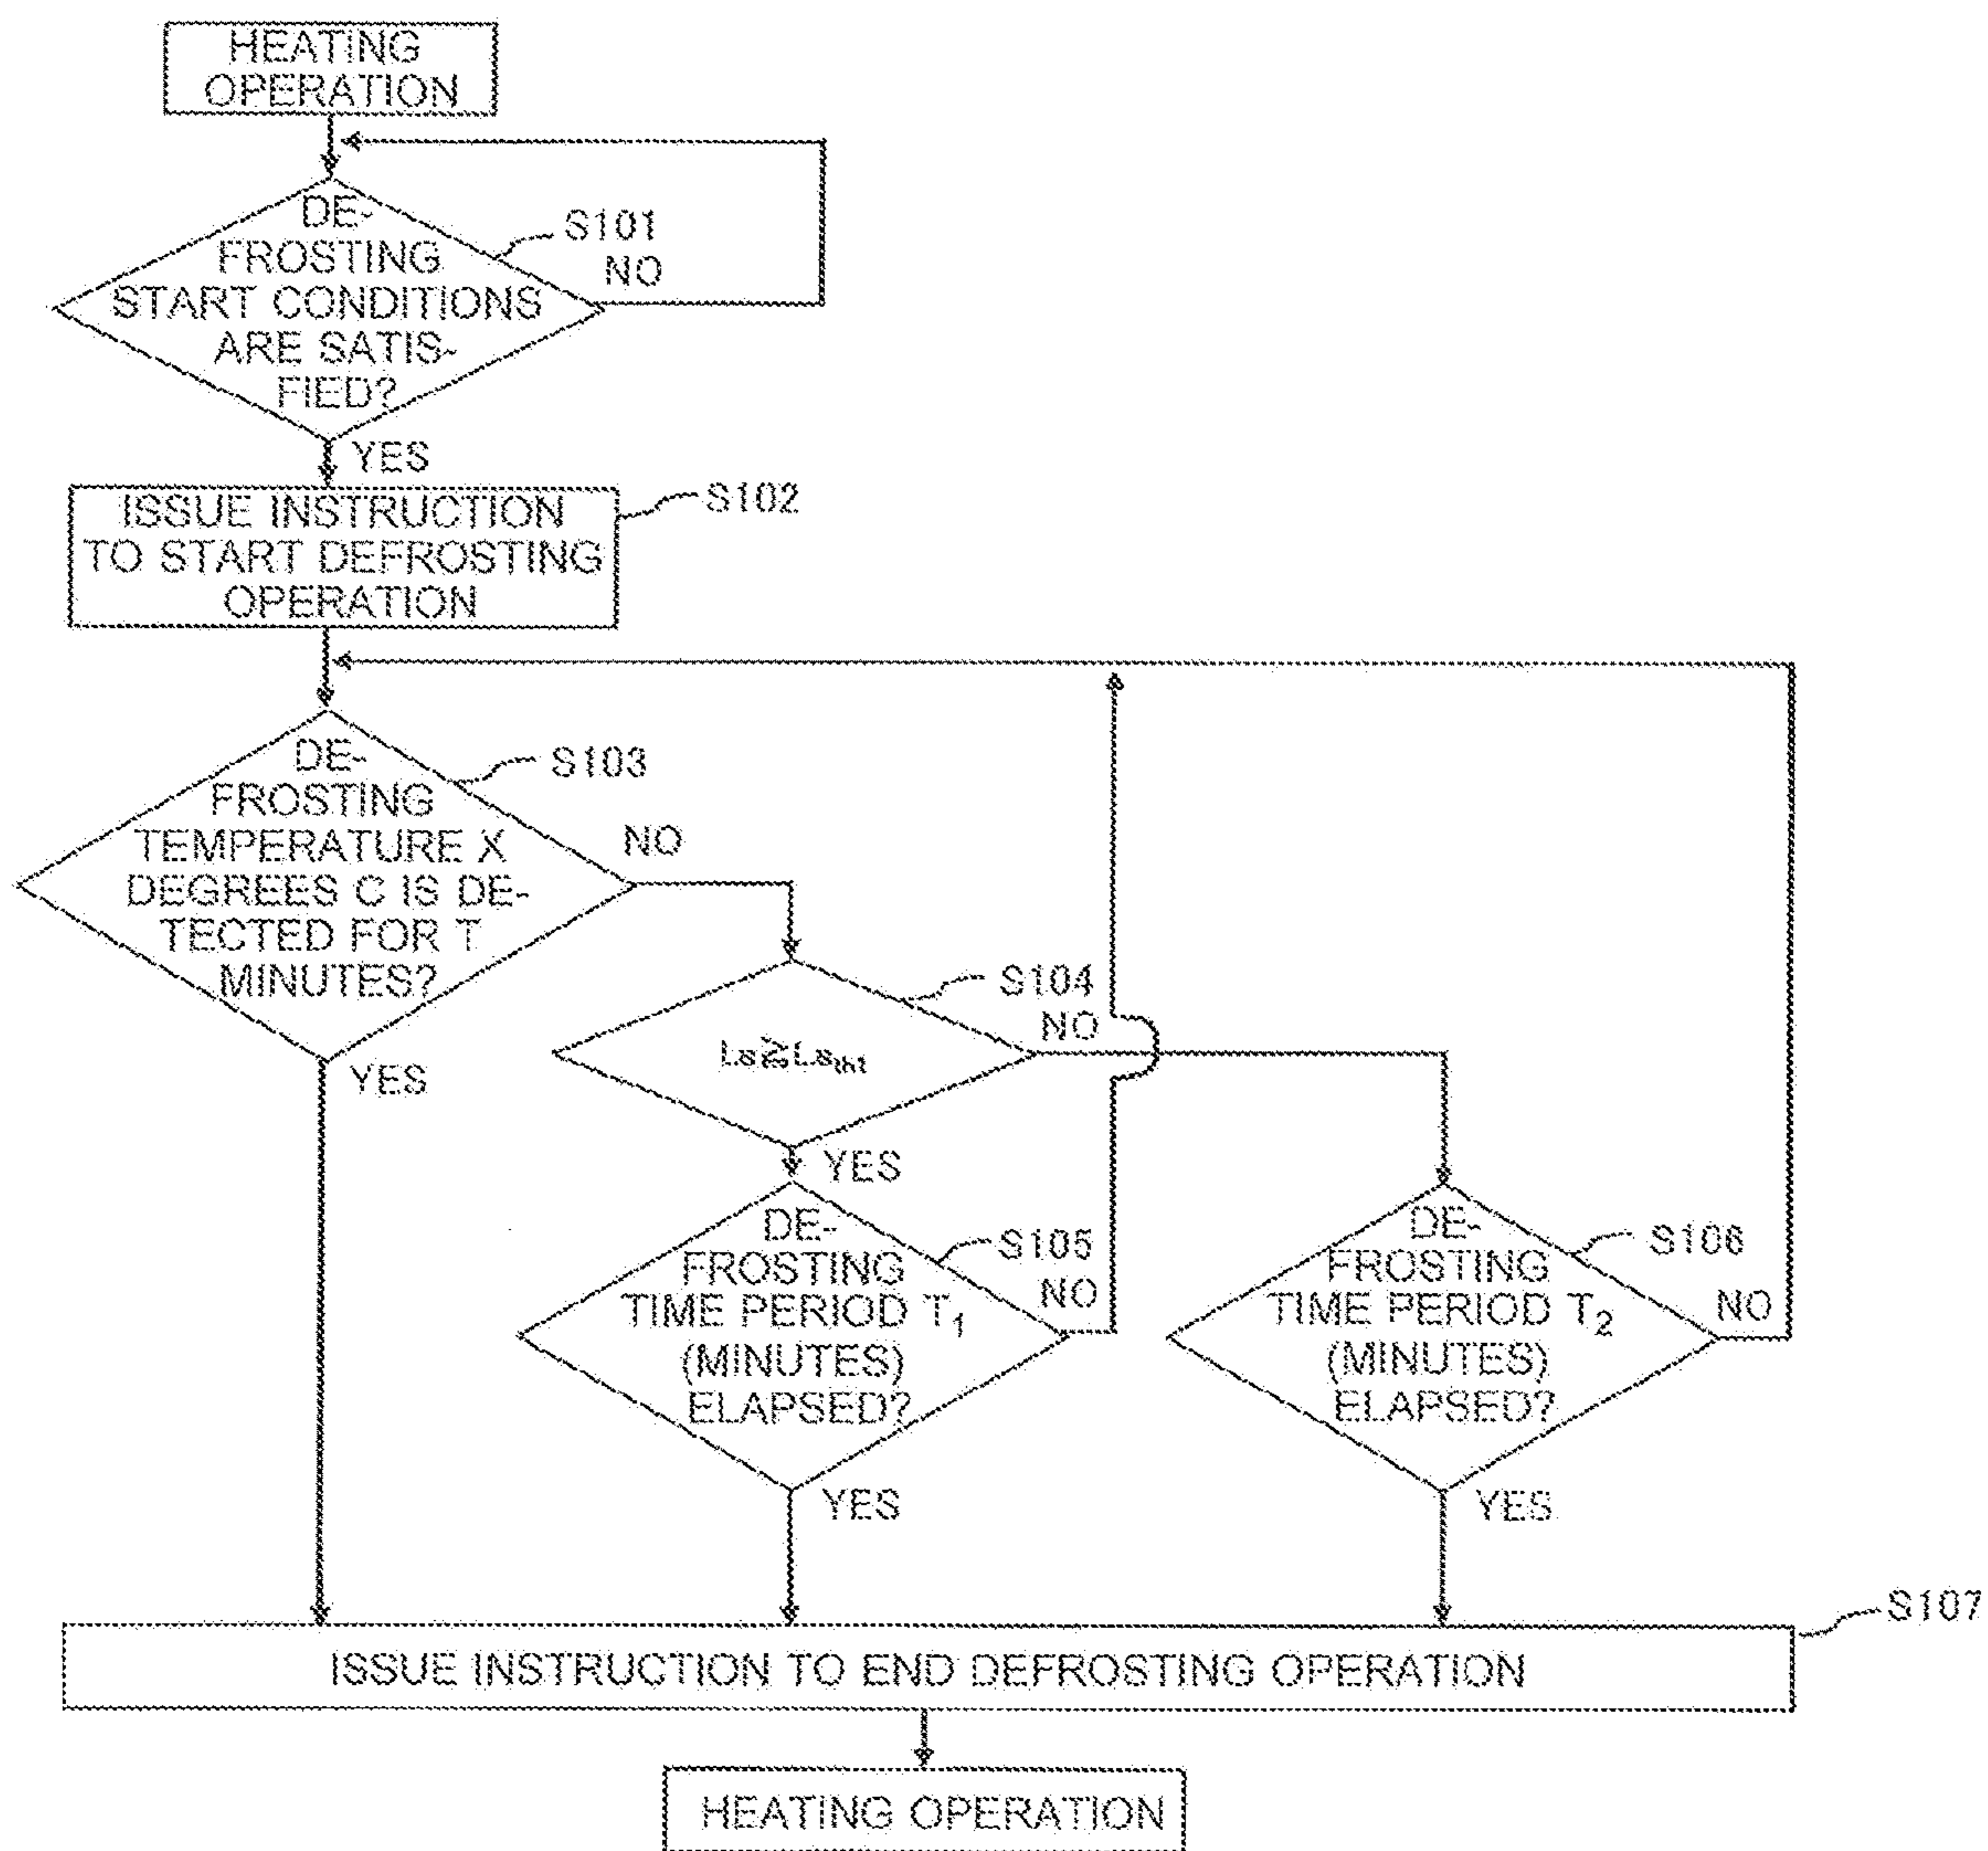 HEATING
OPERATION
DE-
FROSTING
START CONDITIONS
ARE SATIS-
FIED?
S101
NO
YES
ISSUE INSTRUCTION
TO START DEFROSTING
OPERATION
S102
DE-
FROSTING
TEMPERATURE X
DEGREES C IS DE-
TECTED FOR T
MINUTES?
S103
NO
YES
Ls≧Ls_th1
S104
NO
YES
DE-
FROSTING
TIME PERIOD T1
(MINUTES)
ELAPSED?
S105
NO
YES
DE-
FROSTING
TIME PERIOD T2
(MINUTES)
ELAPSED?
S106
NO
YES
ISSUE INSTRUCTION TO END DEFROSTING OPERATION
S107
HEATING OPERATION